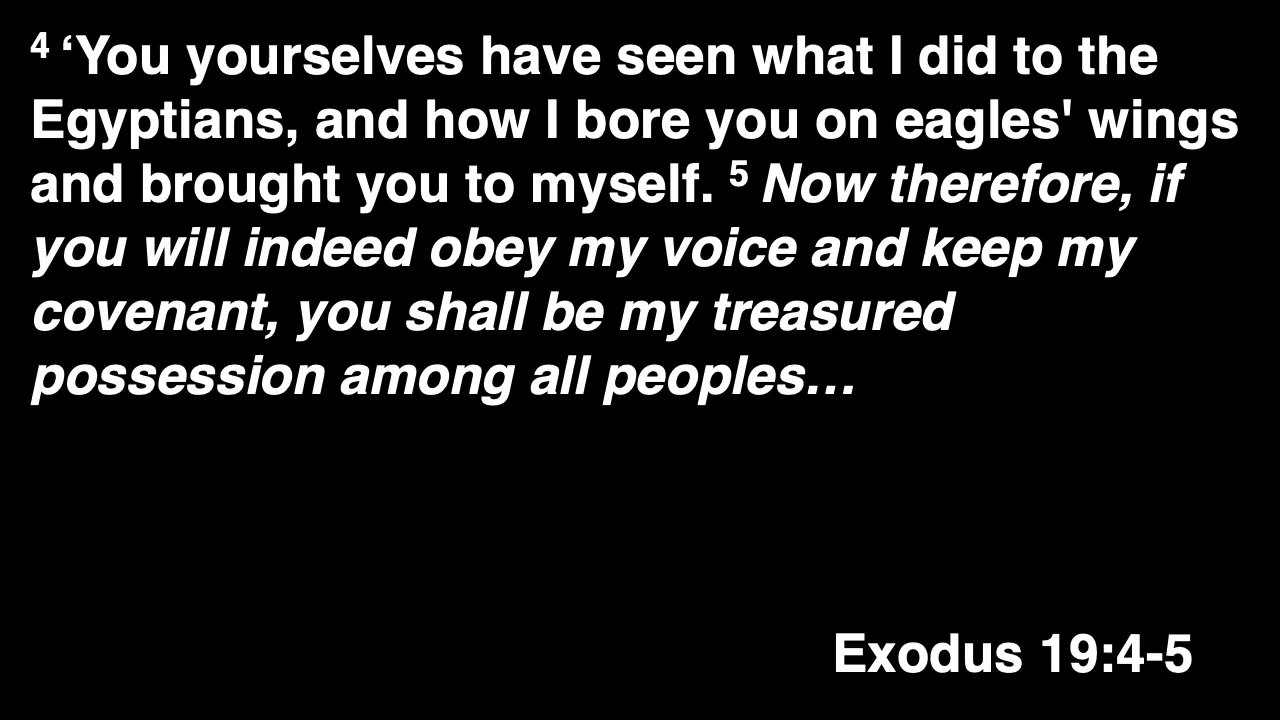 4 ‘You yourselves have seen what I did to the
Egyptians, and how I bore you on eagles' wings
and brought you to myself. 5 Now therefore, if
you will indeed obey my voice and keep my
covenant, you shall be my treasured
possession among all peoples…
Exodus 19:4-5